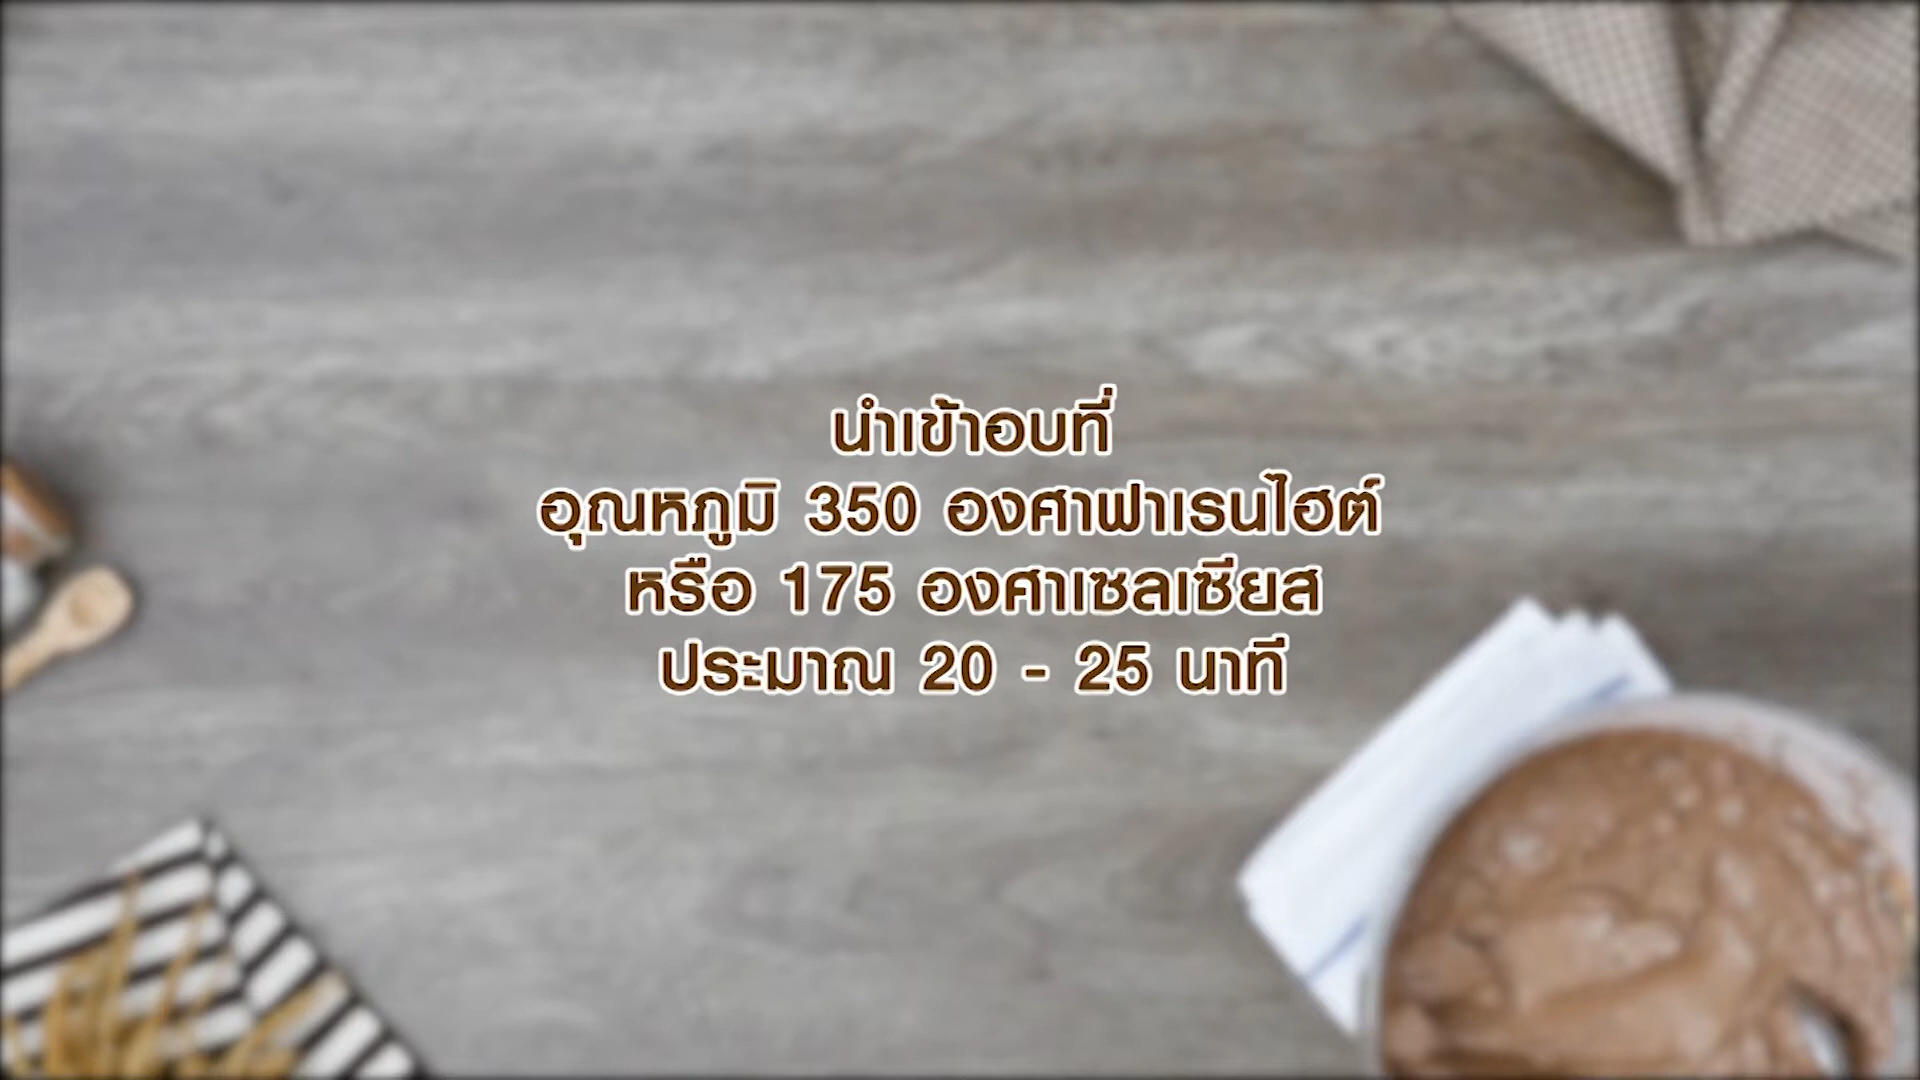 นำเข้าอบที่
อุณหภูมิ 350 องศาฟาเรนไฮต์
หรือ 175 องศาเซลเซียส
ประมาณ 20 - 25 นาที